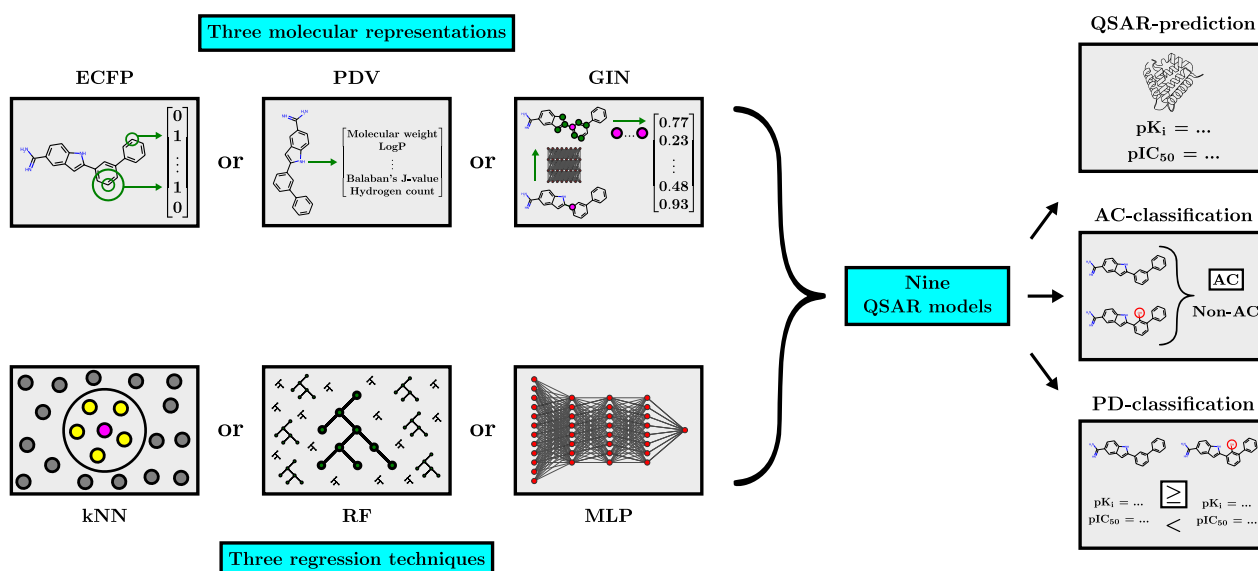 Three molecular representations
QSAR-prediction
ECFP
PDV
GIN
0
1
⋮
1
0
or
Molecular weight
LogP
⋮
Balaban's J-value
Hydrogen count
or
...
0.77
0.23
⋮
0.48
0.93
pKᵢ = ...
pIC₅₀ = ...
AC-classification
AC
Non-AC
Nine
QSAR models
PD-classification
pKᵢ = ... ≥ pKᵢ = ...
pIC₅₀ = ... < pIC₅₀ = ...
or
or
kNN
RF
MLP
Three regression techniques